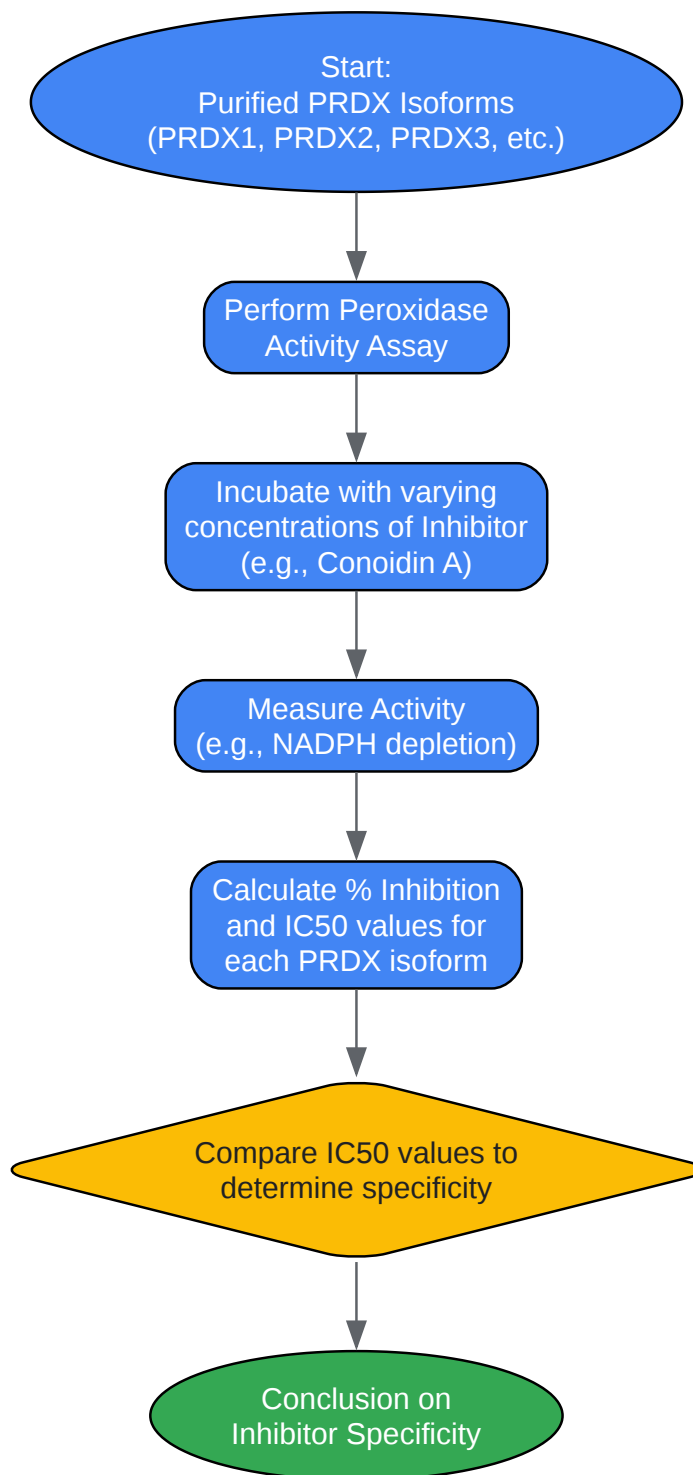 Start:
Purified PRDX Isoforms
(PRDX1, PRDX2, PRDX3, etc.)
Perform Peroxidase
Activity Assay
Incubate with varying
concentrations of Inhibitor
(e.g., Conoidin A)
Measure Activity
(e.g., NADPH depletion)
Calculate % Inhibition
and IC50 values for
each PRDX isoform
Compare IC50 values to
determine specificity
Conclusion on
Inhibitor Specificity